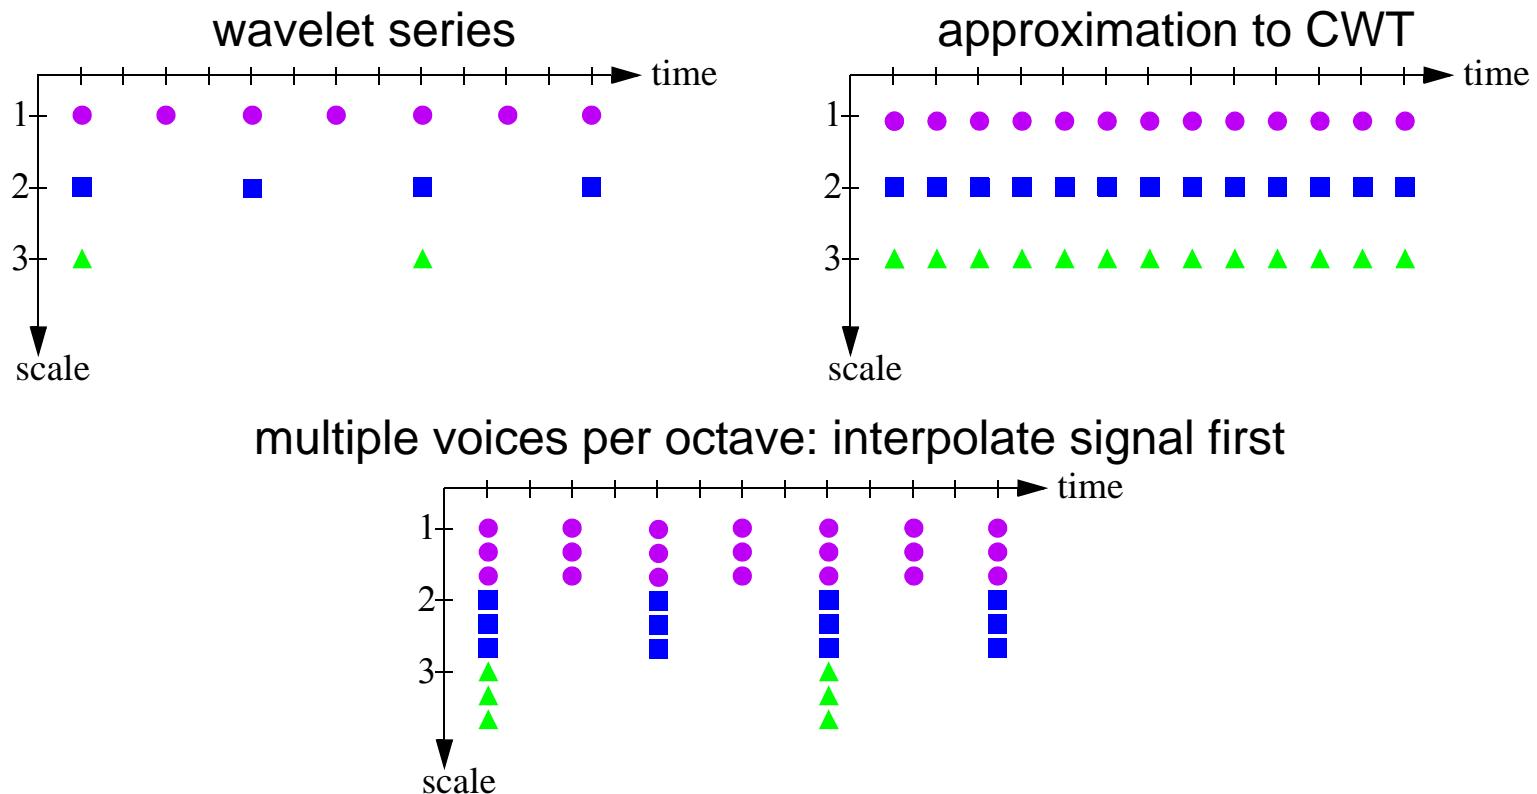 wavelet series
time
1
2
3
scale
approximation to CWT
time
1
2
3
scale
multiple voices per octave: interpolate signal first
time
1
2
3
scale